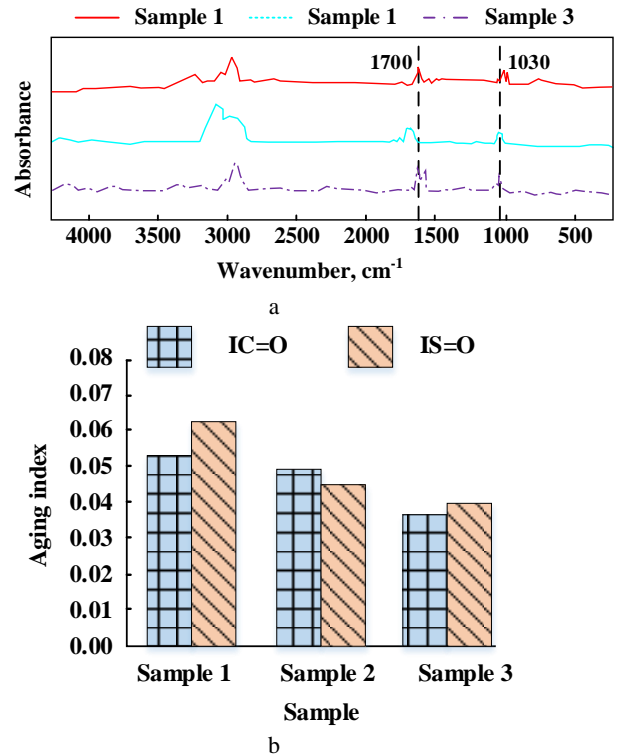 Sample 1 Sample 1 Sample 3
1700 1030
Absorbance
4000 3500 3000 2500 2000 1500 1000 500
Wavenumber, cm⁻¹
a
IC=O IS=O
0.08
0.07
0.06
0.05
0.04
0.03
0.02
0.01
0.00
Aging index
Sample 1 Sample 2 Sample 3
Sample
b